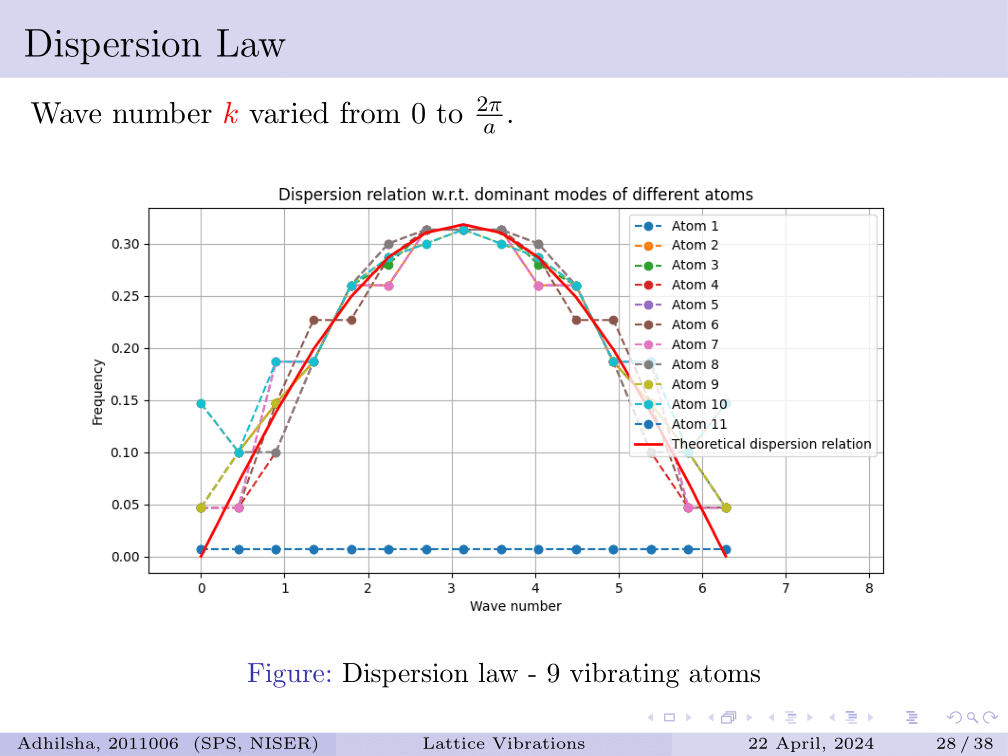 Dispersion Law
Wave number k varied from 0 to 2π/a.
Dispersion relation w.r.t. dominant modes of different atoms
Frequency
0.30
0.25
0.20
0.15
0.10
0.05
0.00
Atom 1
Atom 2
Atom 3
Atom 4
Atom 5
Atom 6
Atom 7
Atom 8
Atom 9
Atom 10
Atom 11
Theoretical dispersion relation
0 1 2 3 4 5 6 7 8
Wave number
Figure: Dispersion law - 9 vibrating atoms
Adhilsha, 2011006 (SPS, NISER) Lattice Vibrations 22 April, 2024 28 / 38